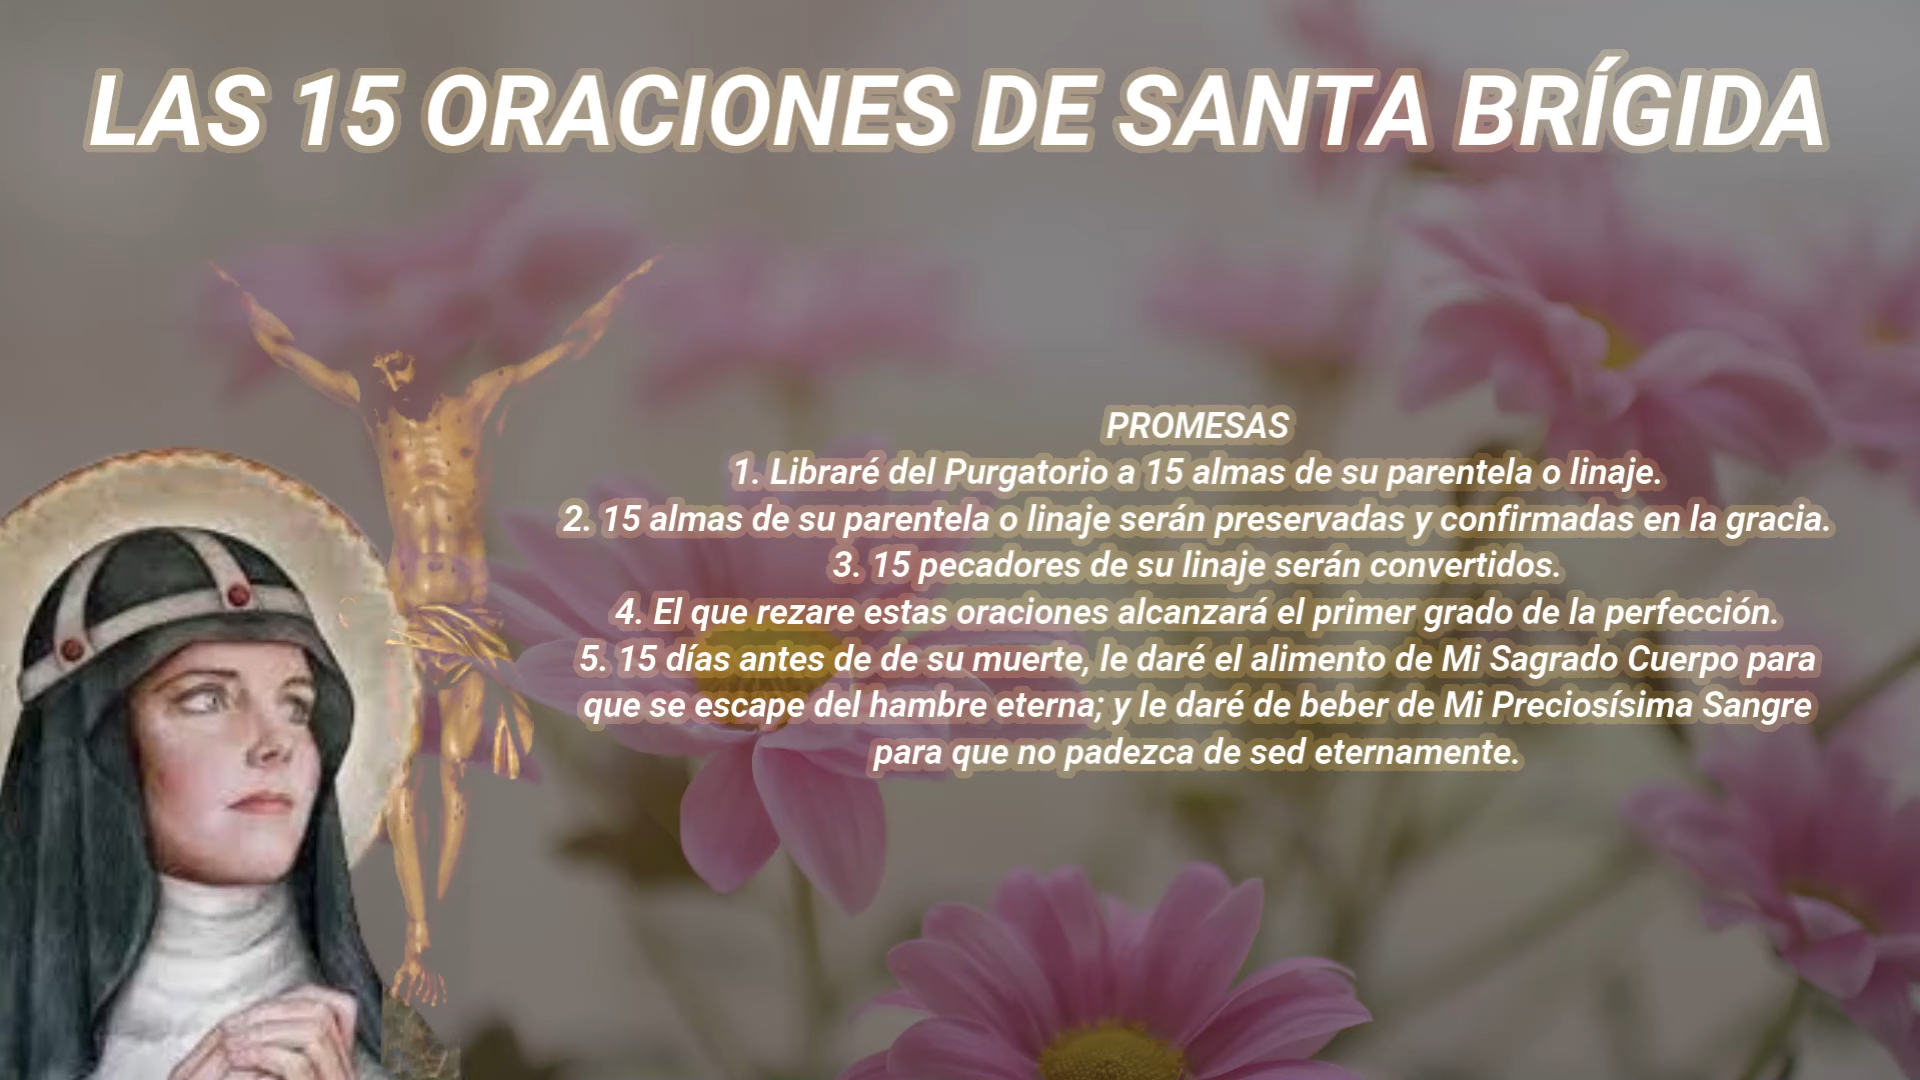 LAS 15 ORACIONES DE SANTA BRÍGIDA
PROMESAS
1. Libraré del Purgatorio a 15 almas de su parentela o linaje.
2. 15 almas de su parentela o linaje serán preservadas y confirmadas en la gracia.
3. 15 pecadores de su linaje serán convertidos.
4. El que rezare estas oraciones alcanzará el primer grado de la perfección.
5. 15 días antes de de su muerte, le daré el alimento de Mi Sagrado Cuerpo para
que se escape del hambre eterna; y le daré de beber de Mi Preciosísima Sangre
para que no padezca de sed eternamente.